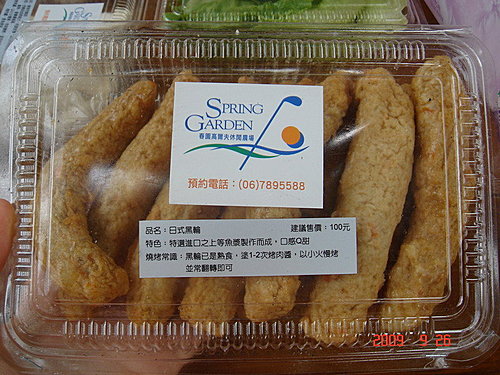 SPRING
GARDEN
春園高爾夫休閒農場
預約電話：(06)7895588
品名：日式黑輪 建議售價：100元
特色：特選進口之上等魚漿製作而成，口感Q甜
燒烤常識：黑輪已是熟食，塗1-2次烤肉醬，以小火慢烤
並常翻轉即可
2009 9 26